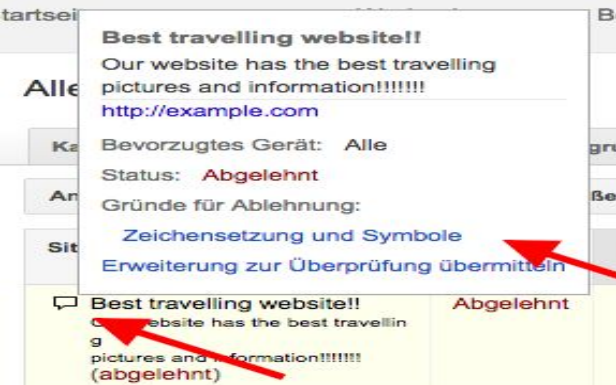 Best travelling website!!
Our website has the best travelling
pictures and information!!!!!!!
http://example.com
Bevorzugtes Gerät: Alle
Status: Abgelehnt
Gründe für Ablehnung:
Zeichensetzung und Symbole
Erweiterung zur Überprüfung übermitteln
Alle
Best travelling website!! Abgelehnt
website has the best travellin
g
pictures and information!!!!!!!
(abgelehnt)